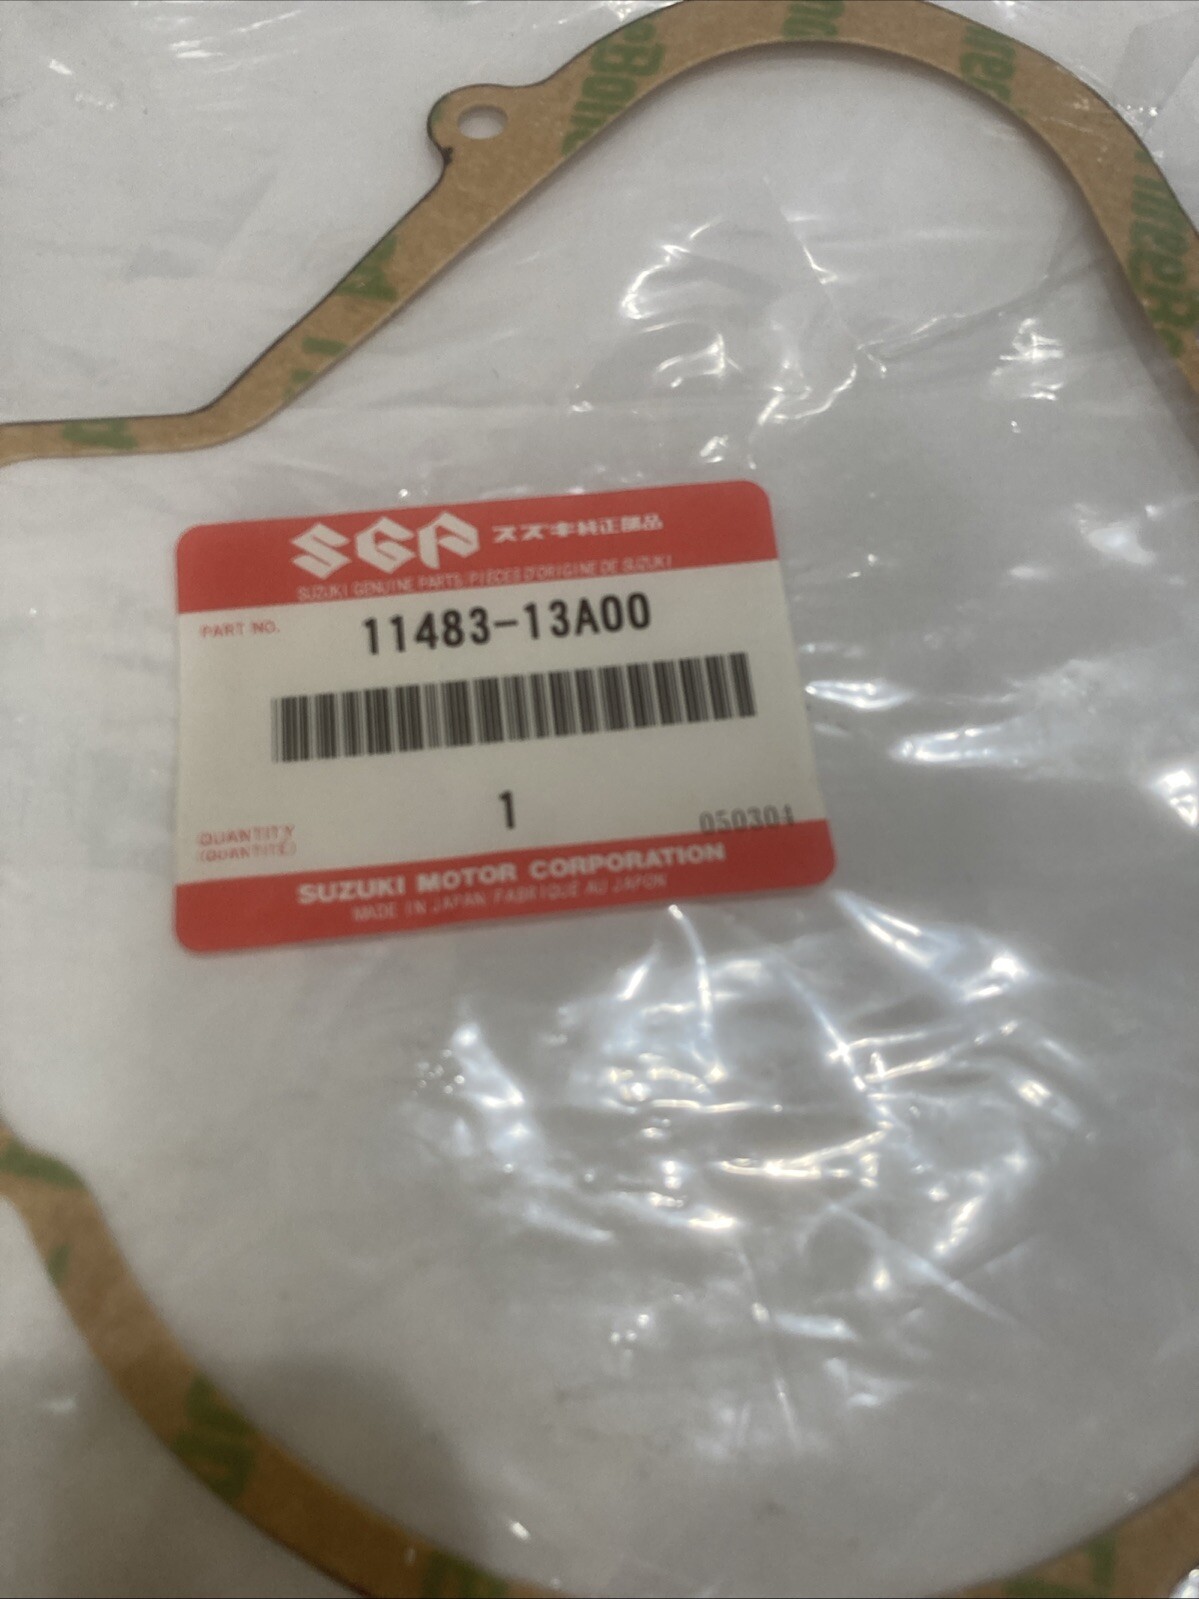 SGP スズキ純正部品
SUZUKI GENUINE PARTS/PIÈCES D'ORIGINE DE SUZUKI
PART NO. 11483-13A00
1
QUANTITY
(QUANTITÉ)
050304
SUZUKI MOTOR CORPORATION
MADE IN JAPAN/FABRIQUÉ AU JAPON